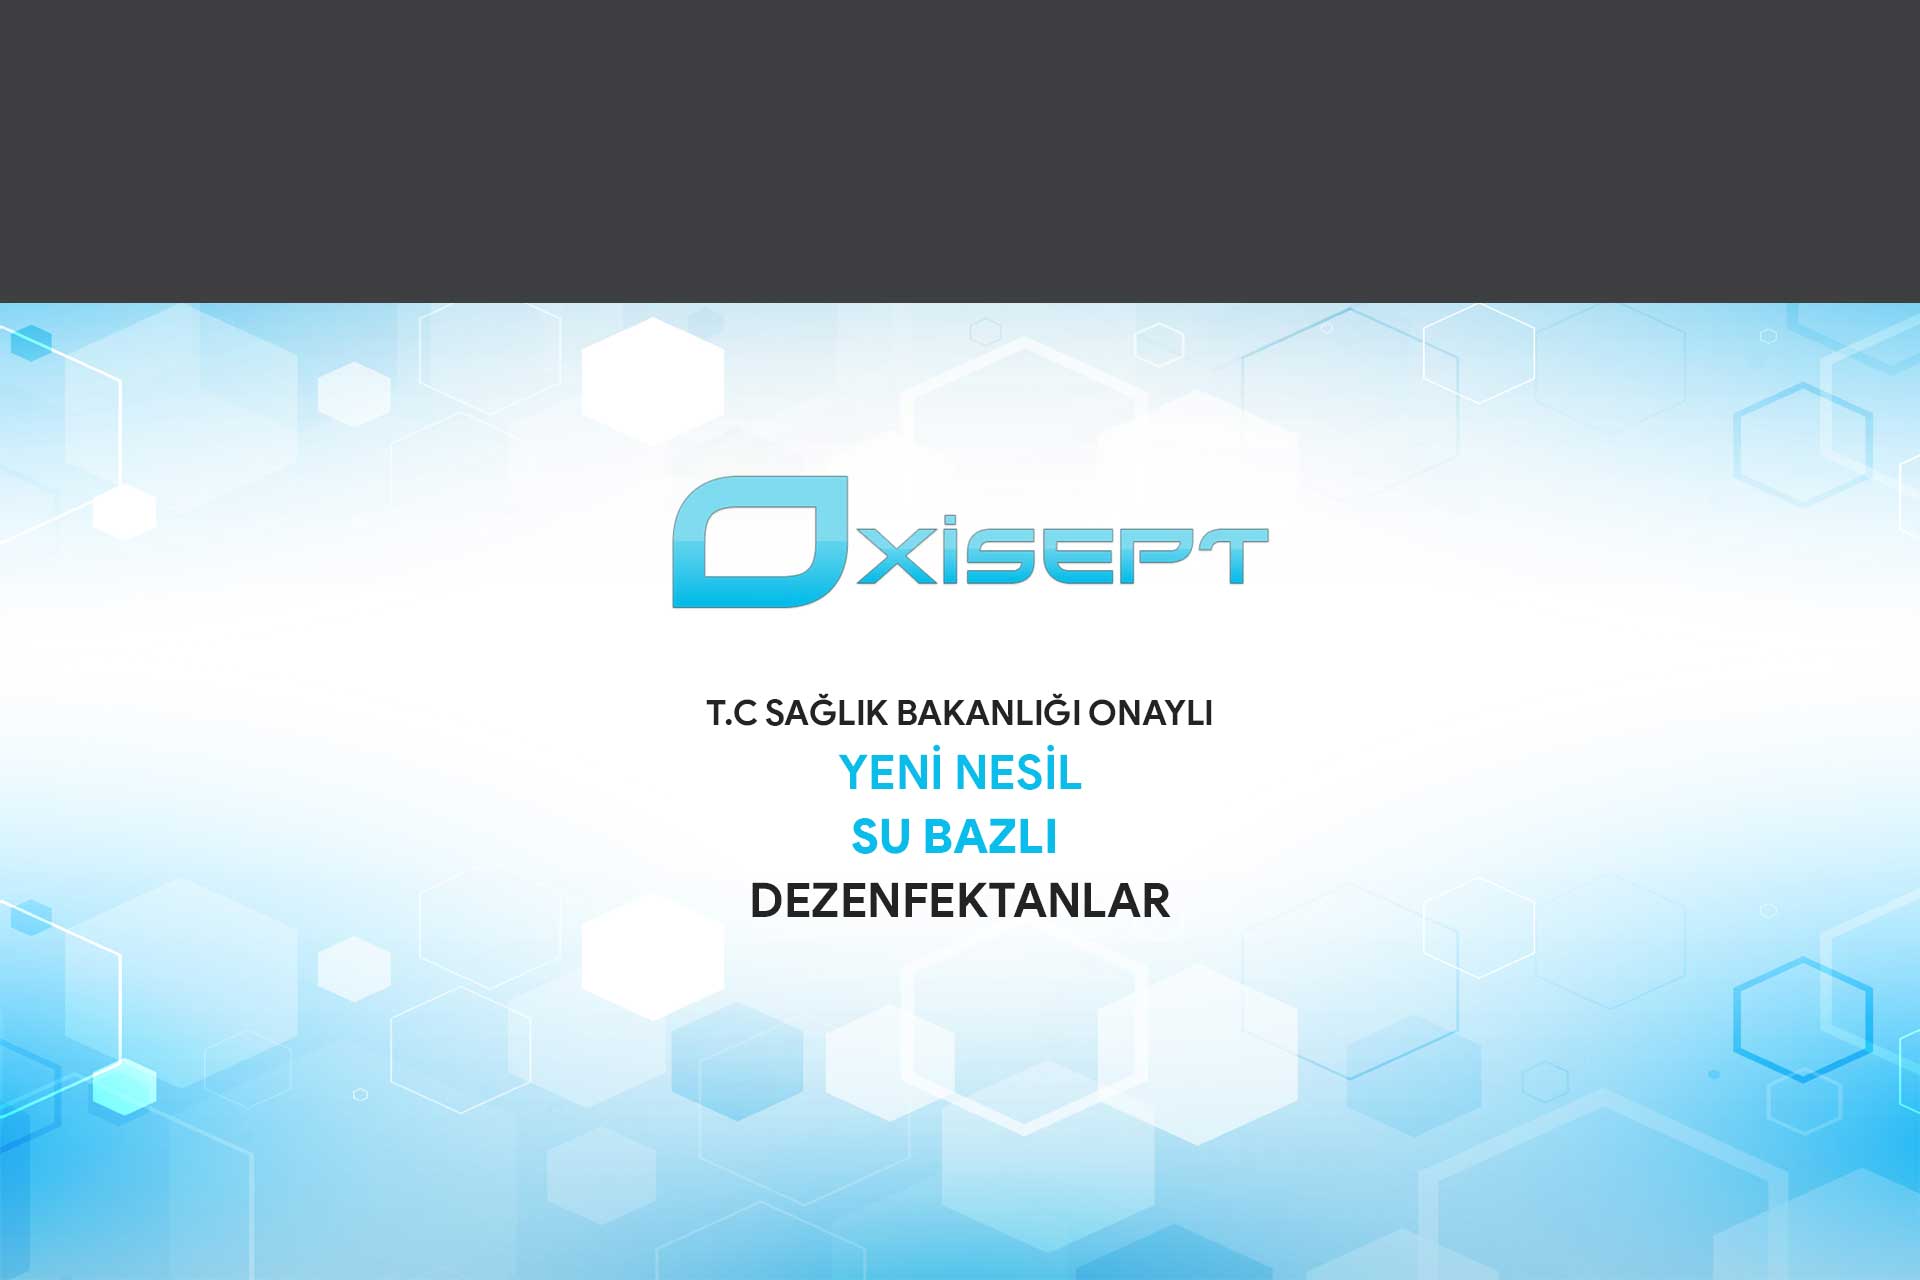 Oxisept
T.C SAĞLIK BAKANLIĞI ONAYLI
YENİ NESİL
SU BAZLI
DEZENFEKTANLAR